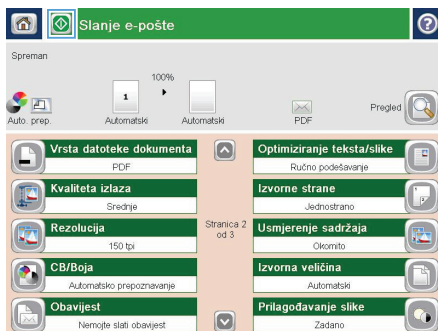 Slanje e-pošte
Spreman
100%
1
Auto. prep.
Automatski
Automatski
PDF
Pregled
Vrsta datoteke dokumenta
PDF
Optimiziranje teksta/slike
Ručno podešavanje
Kvaliteta izlaza
Srednje
Izvorne strane
Jednostrano
Rezolucija
150 tpi
Stranica 2
od 3
Usmjerenje sadržaja
Okomito
CB/Boja
Automatsko prepoznavanje
Izvorna veličina
Automatski
Obavijest
Nemojte slati obavijest
Prilagođavanje slike
Zadano